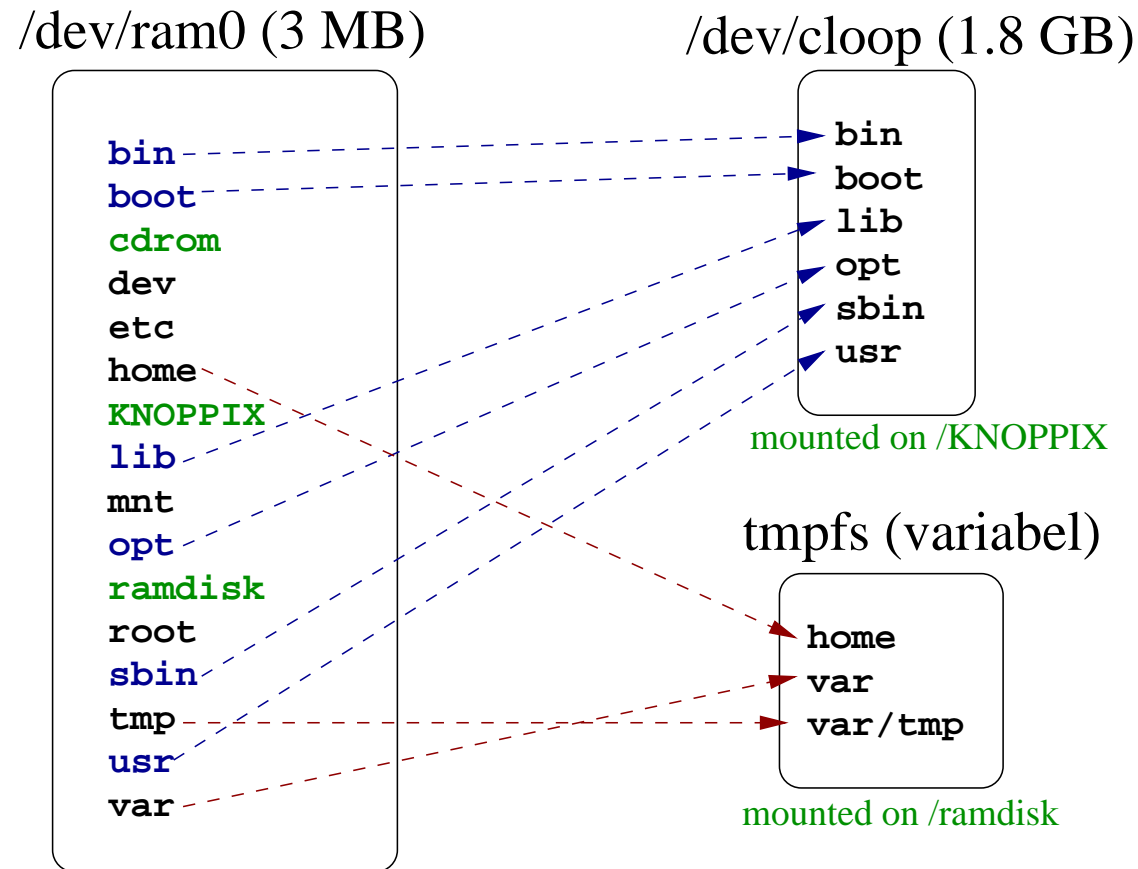 /dev/ram0 (3 MB)
bin
boot
cdrom
dev
etc
home
KNOPPIX
lib
mnt
opt
ramdisk
root
sbin
tmp
usr
var
/dev/cloop (1.8 GB)
bin
boot
lib
opt
sbin
usr
mounted on /KNOPPIX
tmpfs (variabel)
home
var
var/tmp
mounted on /ramdisk